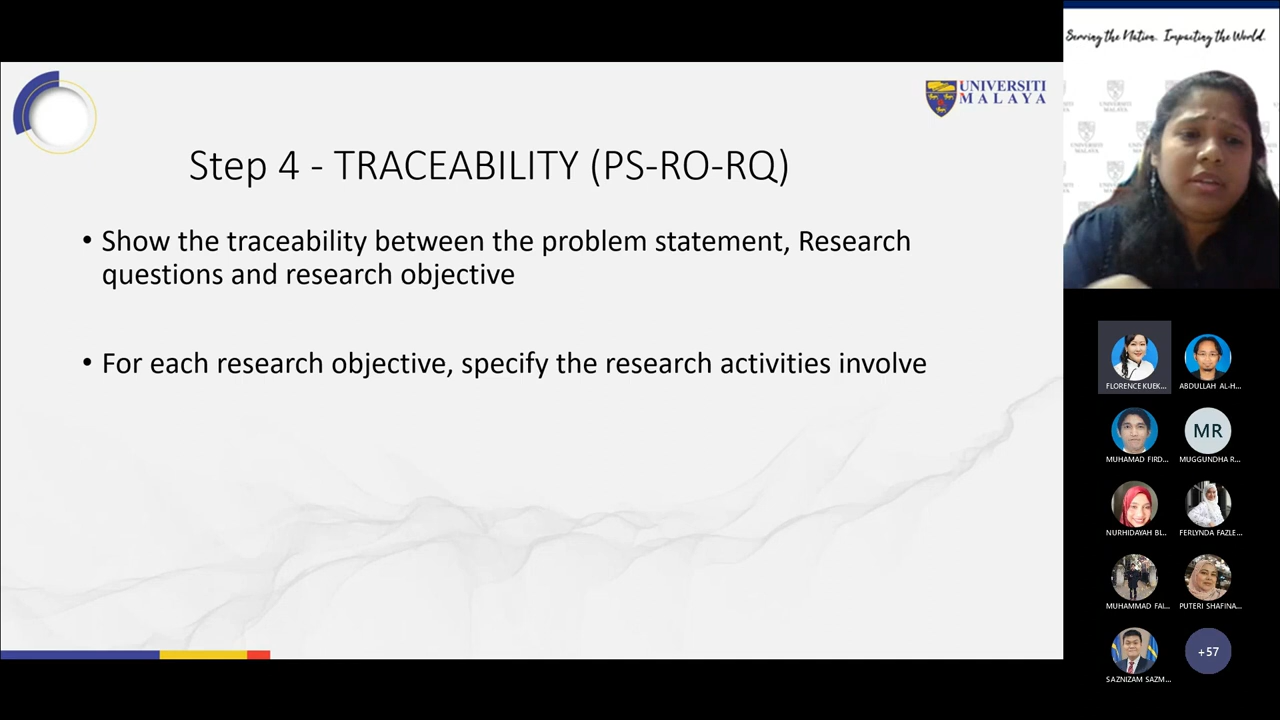 Serving the Nation. Impacting the World.
UNIVERSITI
MALAYA
Step 4 - TRACEABILITY (PS-RO-RQ)
• Show the traceability between the problem statement, Research
questions and research objective
• For each research objective, specify the research activities involve
UNIVERSITI
MALAYA
FLORENCE KUEK...
ABDULLAH AL-H...
MUHAMAD FIRD...
MR
MUGGUNDHA R...
NURHIDAYAH BI...
FERLYNDA FAZLE...
MUHAMMAD FAI...
PUTERI SHAFINA...
SAZNIZAM SAZM...
+57